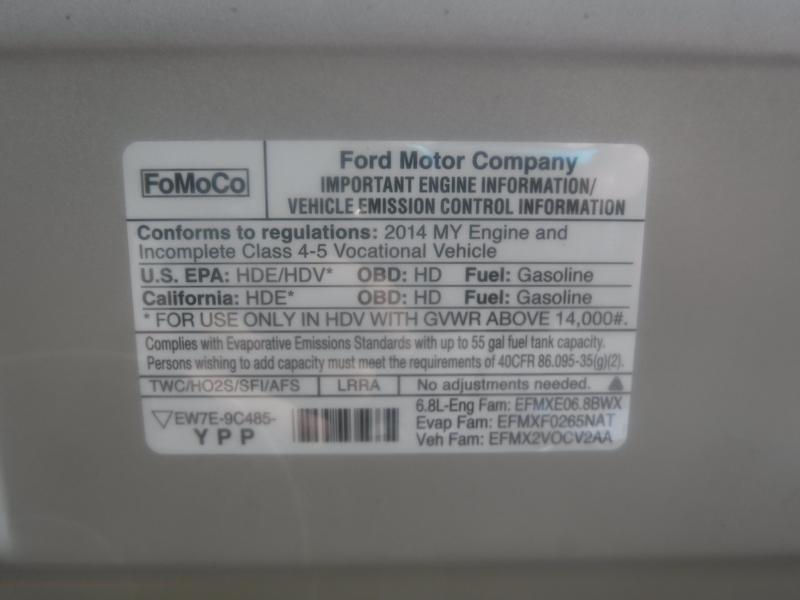 FoMoCo
Ford Motor Company
IMPORTANT ENGINE INFORMATION/
VEHICLE EMISSION CONTROL INFORMATION
Conforms to regulations: 2014 MY Engine and
Incomplete Class 4-5 Vocational Vehicle
U.S. EPA: HDE/HDV* OBD: HD Fuel: Gasoline
California: HDE* OBD: HD Fuel: Gasoline
* FOR USE ONLY IN HDV WITH GVWR ABOVE 14,000#.
Complies with Evaporative Emissions Standards with up to 55 gal fuel tank capacity.
Persons wishing to add capacity must meet the requirements of 40CFR 86.095-35(g)(2).
TWC/HO2S/SFI/AFS LRRA No adjustments needed.
EW7E-9C485-
YPP
6.8L-Eng Fam: EFMXE06.8BWX
Evap Fam: EFMXF0265NAT
Veh Fam: EFMX2VOCV2AA